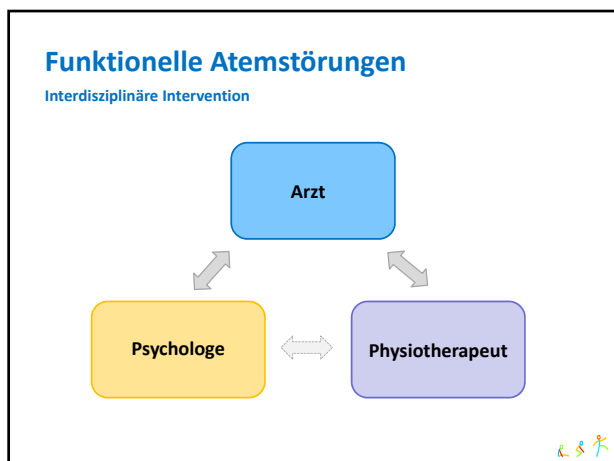 Funktionelle Atemstörungen
Interdisziplinäre Intervention
Arzt
Psychologe
Physiotherapeut